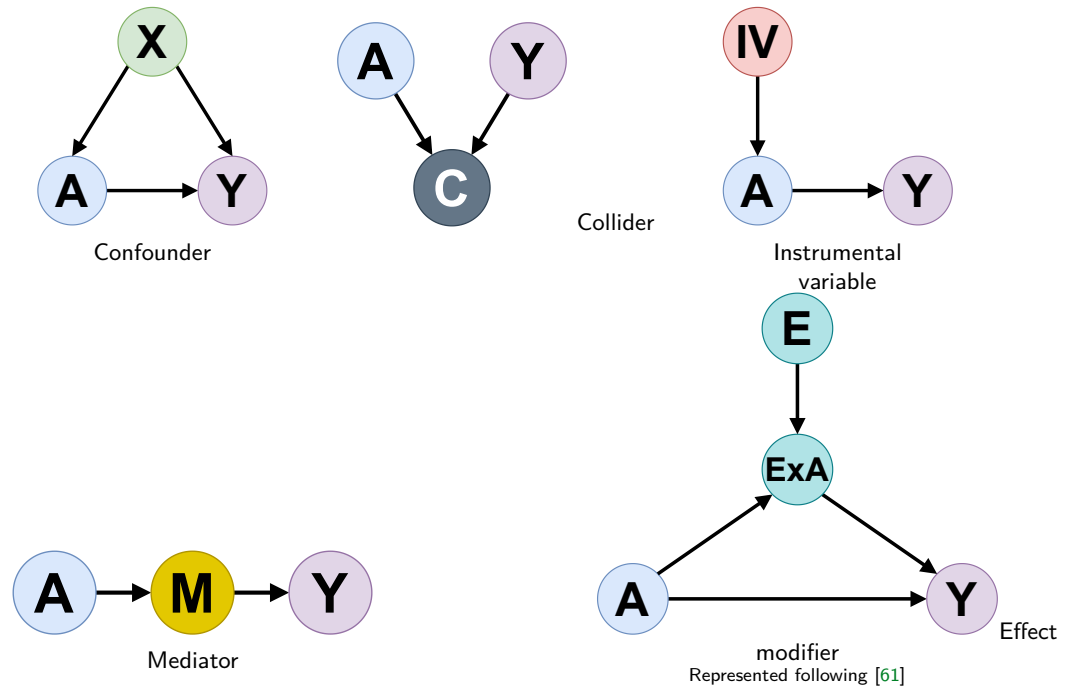 X
A
Y
Confounder
A
Y
C
Collider
IV
A
Y
Instrumental
variable
A
M
Y
Mediator
E
ExA
A
Y
Effect
modifier
Represented following [61]